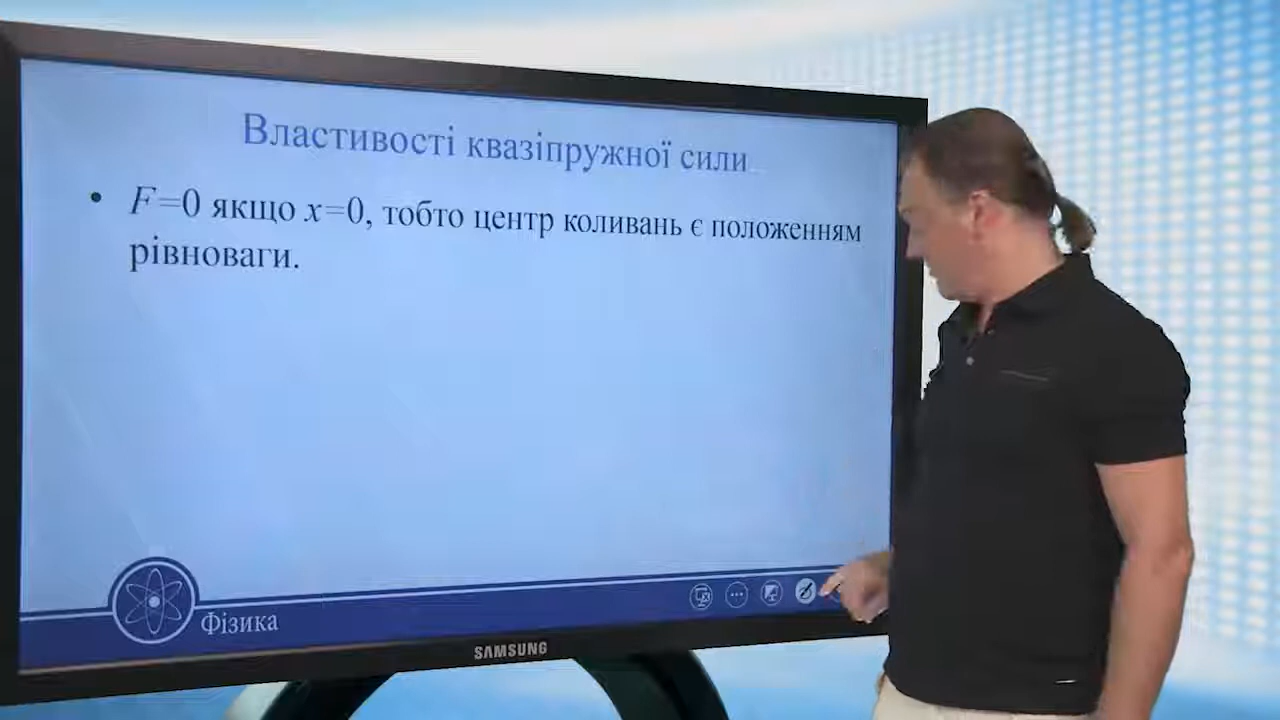 Властивості квазіпружної сили
• F=0 якщо x=0, тобто центр коливань є положенням
рівноваги.
Фізика
SAMSUNG